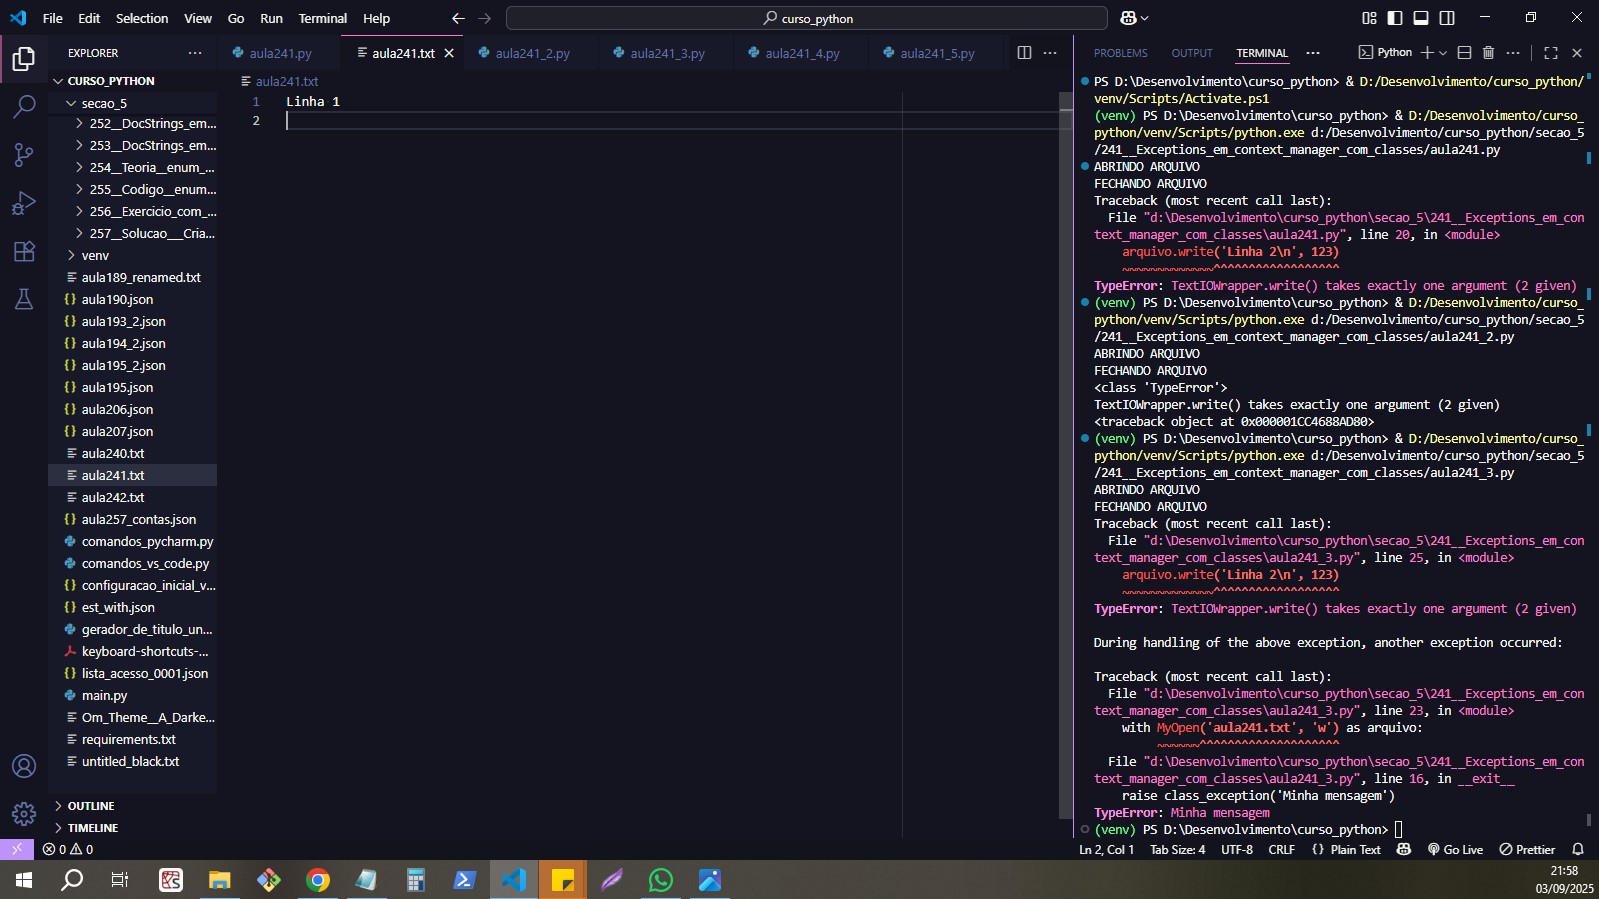 File Edit Selection View Go Run Terminal Help
curso_python
EXPLORER
CURSO_PYTHON
secao_5
252__DocStrings_em...
253__DocStrings_em...
254__Teoria__enum_...
255__Codigo__enum...
256__Exercicio_com_...
257__Solucao___Cria...
venv
aula189_renamed.txt
aula190.json
aula193_2.json
aula194_2.json
aula195_2.json
aula195.json
aula206.json
aula207.json
aula240.txt
aula241.txt
aula242.txt
aula257_contas.json
comandos_pycharm.py
comandos_vs_code.py
configuracao_inicial_v...
est_with.json
gerador_de_titulo_un...
keyboard-shortcuts-...
lista_acesso_0001.json
main.py
Om_Theme__A_Darke...
requirements.txt
untitled_black.txt
OUTLINE
TIMELINE
aula241.py aula241.txt aula241_2.py aula241_3.py aula241_4.py aula241_5.py
aula241.txt
1 Linha 1
2
PROBLEMS OUTPUT TERMINAL Python
PS D:\Desenvolvimento\curso_python> & D:/Desenvolvimento/curso_python/
venv/Scripts/Activate.ps1
(venv) PS D:\Desenvolvimento\curso_python> & D:/Desenvolvimento/curso_
python/venv/Scripts/python.exe d:/Desenvolvimento/curso_python/secao_5
/241__Exceptions_em_context_manager_com_classes/aula241.py
ABRINDO ARQUIVO
FECHANDO ARQUIVO
Traceback (most recent call last):
File "d:\Desenvolvimento\curso_python\secao_5\241__Exceptions_em_con
text_manager_com_classes\aula241.py", line 20, in <module>
arquivo.write('Linha 2\n', 123)
~~~~~~~~~~~~~^^^^^^^^^^^^^^^^^^
TypeError: TextIOWrapper.write() takes exactly one argument (2 given)
(venv) PS D:\Desenvolvimento\curso_python> & D:/Desenvolvimento/curso_
python/venv/Scripts/python.exe d:/Desenvolvimento/curso_python/secao_5
/241__Exceptions_em_context_manager_com_classes/aula241_2.py
ABRINDO ARQUIVO
FECHANDO ARQUIVO
<class 'TypeError'>
TextIOWrapper.write() takes exactly one argument (2 given)
<traceback object at 0x000001CC4688AD80>
(venv) PS D:\Desenvolvimento\curso_python> & D:/Desenvolvimento/curso_
python/venv/Scripts/python.exe d:/Desenvolvimento/curso_python/secao_5
/241__Exceptions_em_context_manager_com_classes/aula241_3.py
ABRINDO ARQUIVO
FECHANDO ARQUIVO
Traceback (most recent call last):
File "d:\Desenvolvimento\curso_python\secao_5\241__Exceptions_em_con
text_manager_com_classes\aula241_3.py", line 25, in <module>
arquivo.write('Linha 2\n', 123)
~~~~~~~~~~~~~^^^^^^^^^^^^^^^^^^
TypeError: TextIOWrapper.write() takes exactly one argument (2 given)
During handling of the above exception, another exception occurred:
Traceback (most recent call last):
File "d:\Desenvolvimento\curso_python\secao_5\241__Exceptions_em_con
text_manager_com_classes\aula241_3.py", line 23, in <module>
with MyOpen('aula241.txt', 'w') as arquivo:
~~~~~~^^^^^^^^^^^^^^^^^^^^
File "d:\Desenvolvimento\curso_python\secao_5\241__Exceptions_em_con
text_manager_com_classes\aula241_3.py", line 16, in __exit__
raise class_exception('Minha mensagem')
TypeError: Minha mensagem
(venv) PS D:\Desenvolvimento\curso_python>
0 0
Ln 2, Col 1 Tab Size: 4 UTF-8 CRLF {} Plain Text Go Live Prettier
21:58
03/09/2025